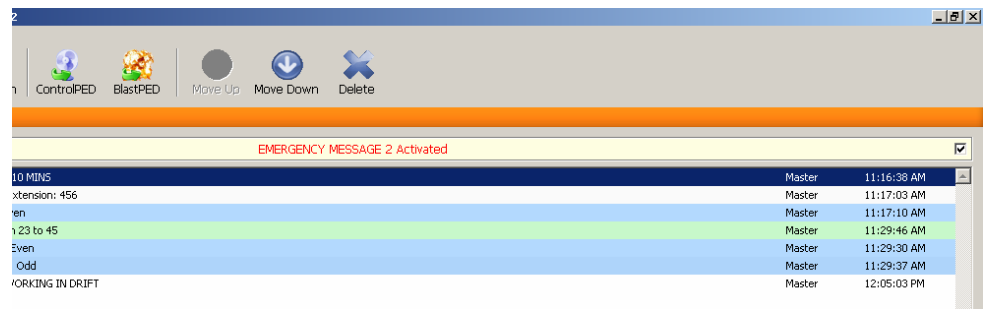 2
n ControlPED BlastPED Move Up Move Down Delete
EMERGENCY MESSAGE 2 Activated
10 MINS Master 11:16:38 AM
xtension: 456 Master 11:17:03 AM
en Master 11:17:10 AM
23 to 45 Master 11:29:46 AM
Even Master 11:29:30 AM
Odd Master 11:29:37 AM
ORKING IN DRIFT Master 12:05:03 PM